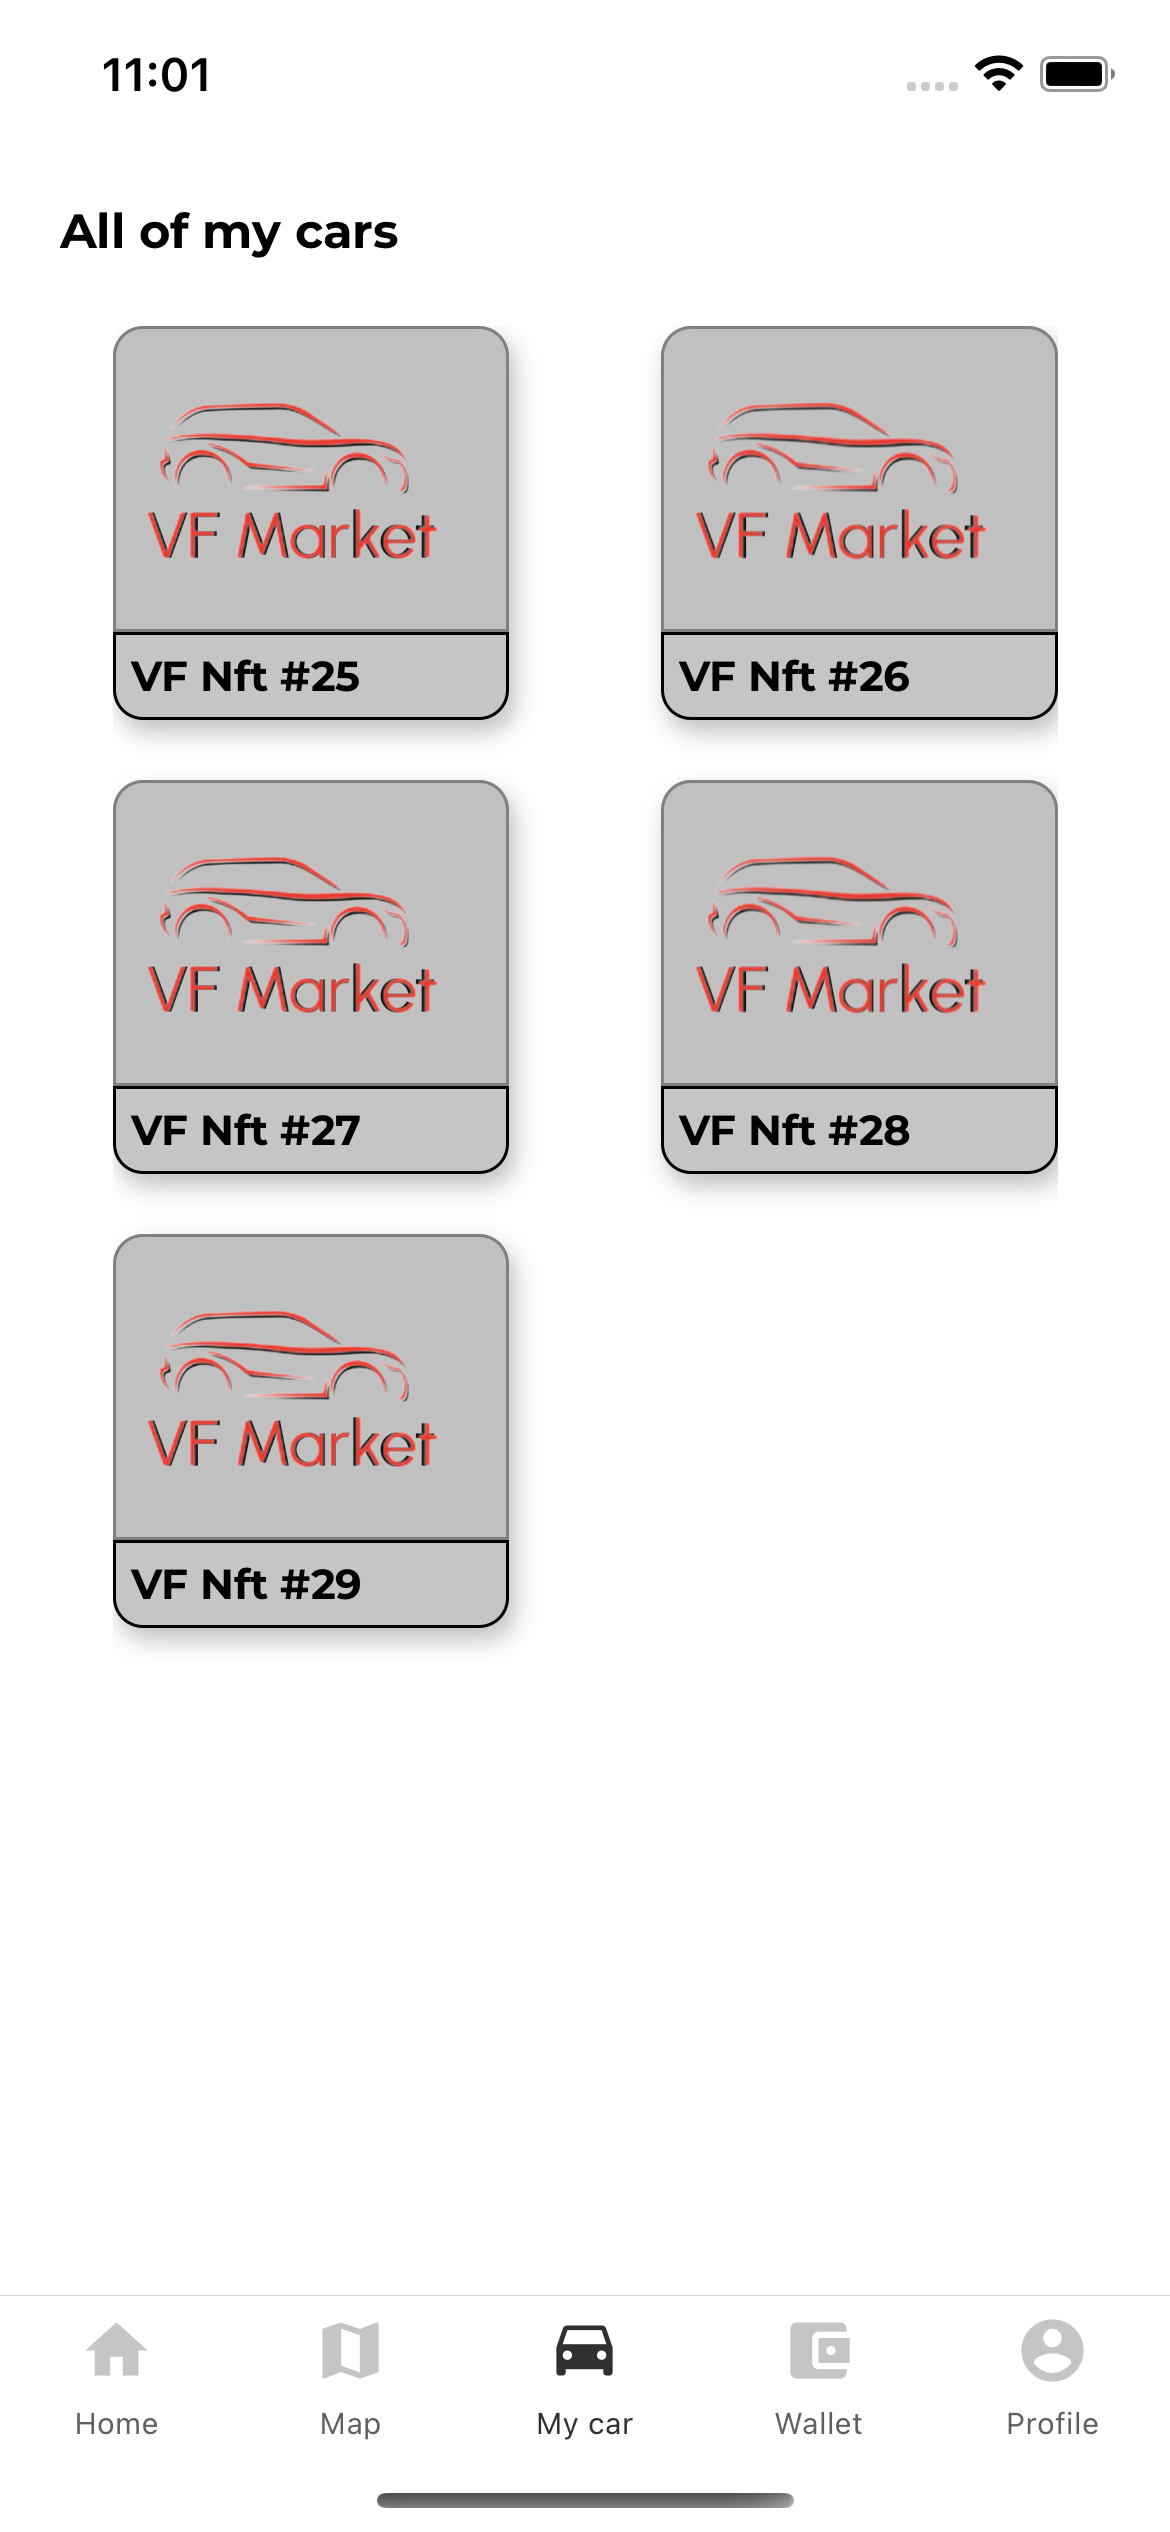 11:01
All of my cars
VF Market
VF Market
VF Nft #25
VF Nft #26
VF Market
VF Market
VF Nft #27
VF Nft #28
VF Market
VF Nft #29
Home
Map
My car
Wallet
Profile